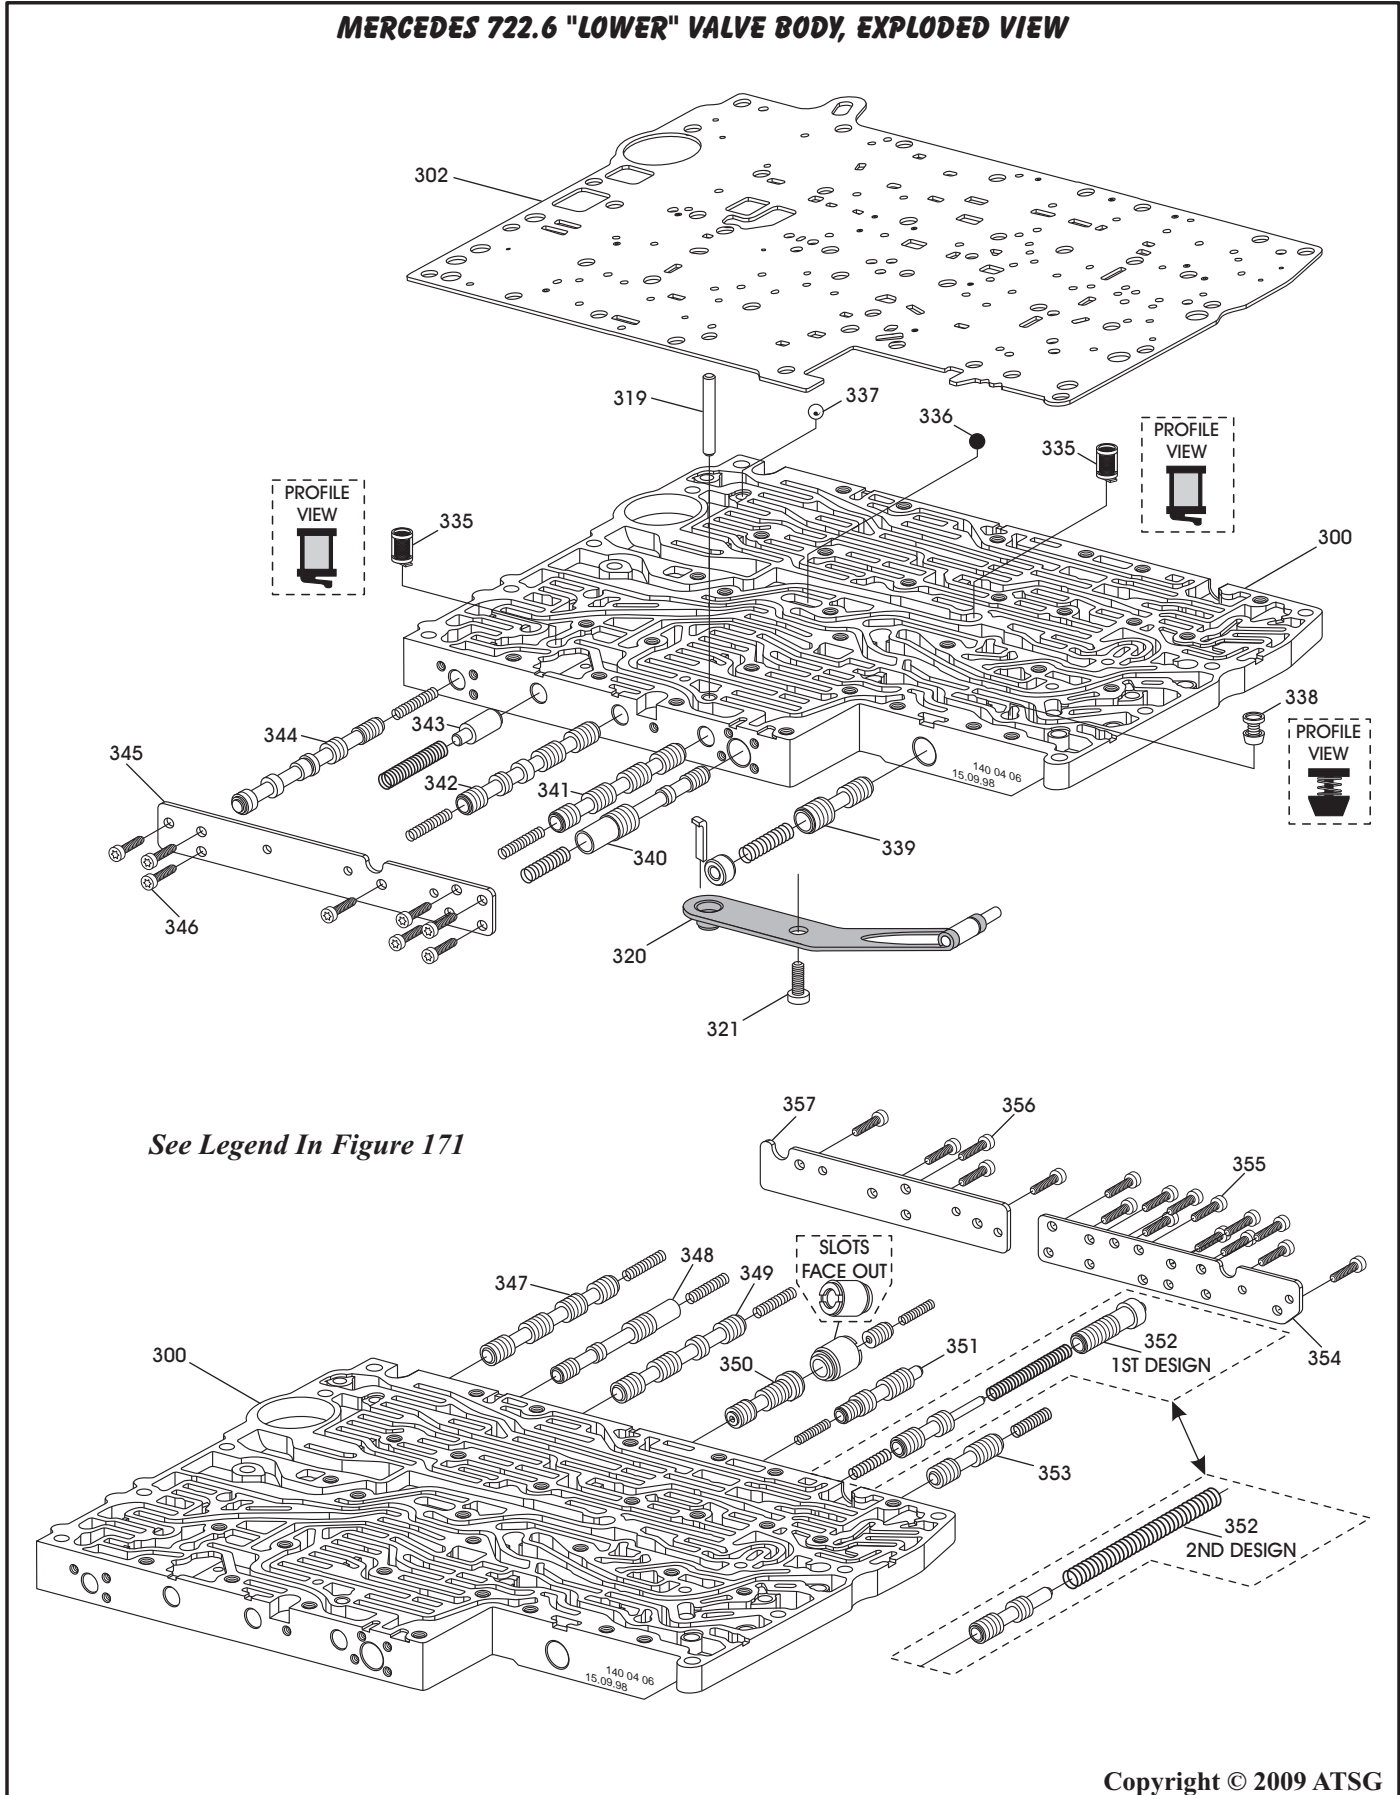 MERCEDES 722.6 "LOWER" VALVE BODY, EXPLODED VIEW
302
319
337
336
335
PROFILE
VIEW
PROFILE
VIEW
335
300
338
PROFILE
VIEW
343
344
345
342
341
140 04 06
15.09.98
339
340
346
320
321
357
356
See Legend In Figure 171
355
SLOTS
FACE OUT
348
347
349
300
350
351
352
1ST DESIGN
354
353
352
2ND DESIGN
140 04 06
15.09.98
Copyright © 2009 ATSG